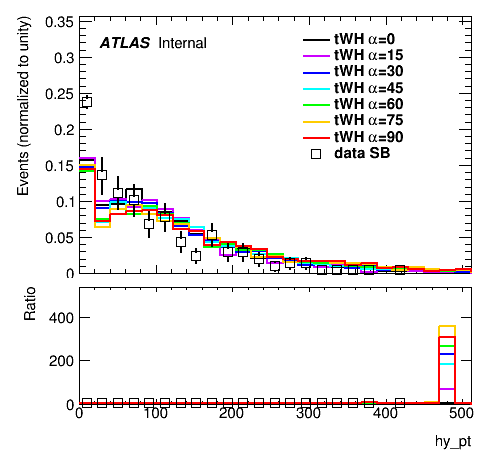 0.35
0.3
0.25
0.2
0.15
0.1
0.05
0
Events (normalized to unity)
ATLAS Internal
tWH α=0
tWH α=15
tWH α=30
tWH α=45
tWH α=60
tWH α=75
tWH α=90
data SB
Ratio
400
200
0
0 100 200 300 400 500
hy_pt